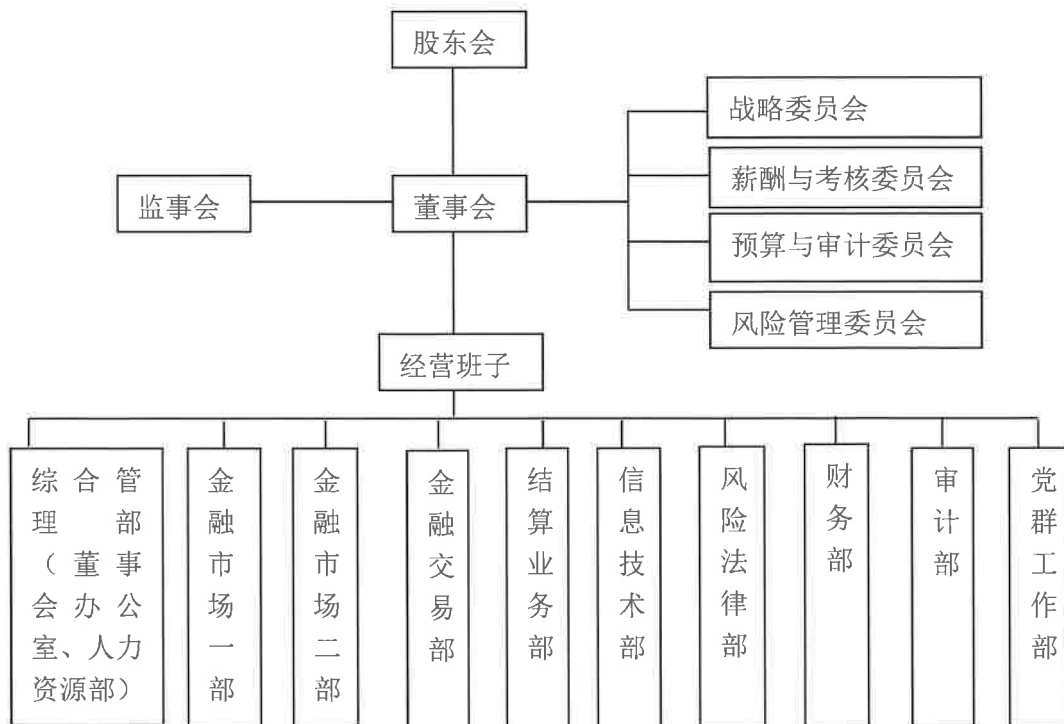 股东会
战略委员会
薪酬与考核委员会
监事会
董事会
预算与审计委员会
风险管理委员会
经营班子
综合管
理部
（董事
会办公
室、人力
资源部）
金融市场一部
金融市场二部
金融交易部
结算业务部
信息技术部
风险法律部
财务部
审计部
党群工作部